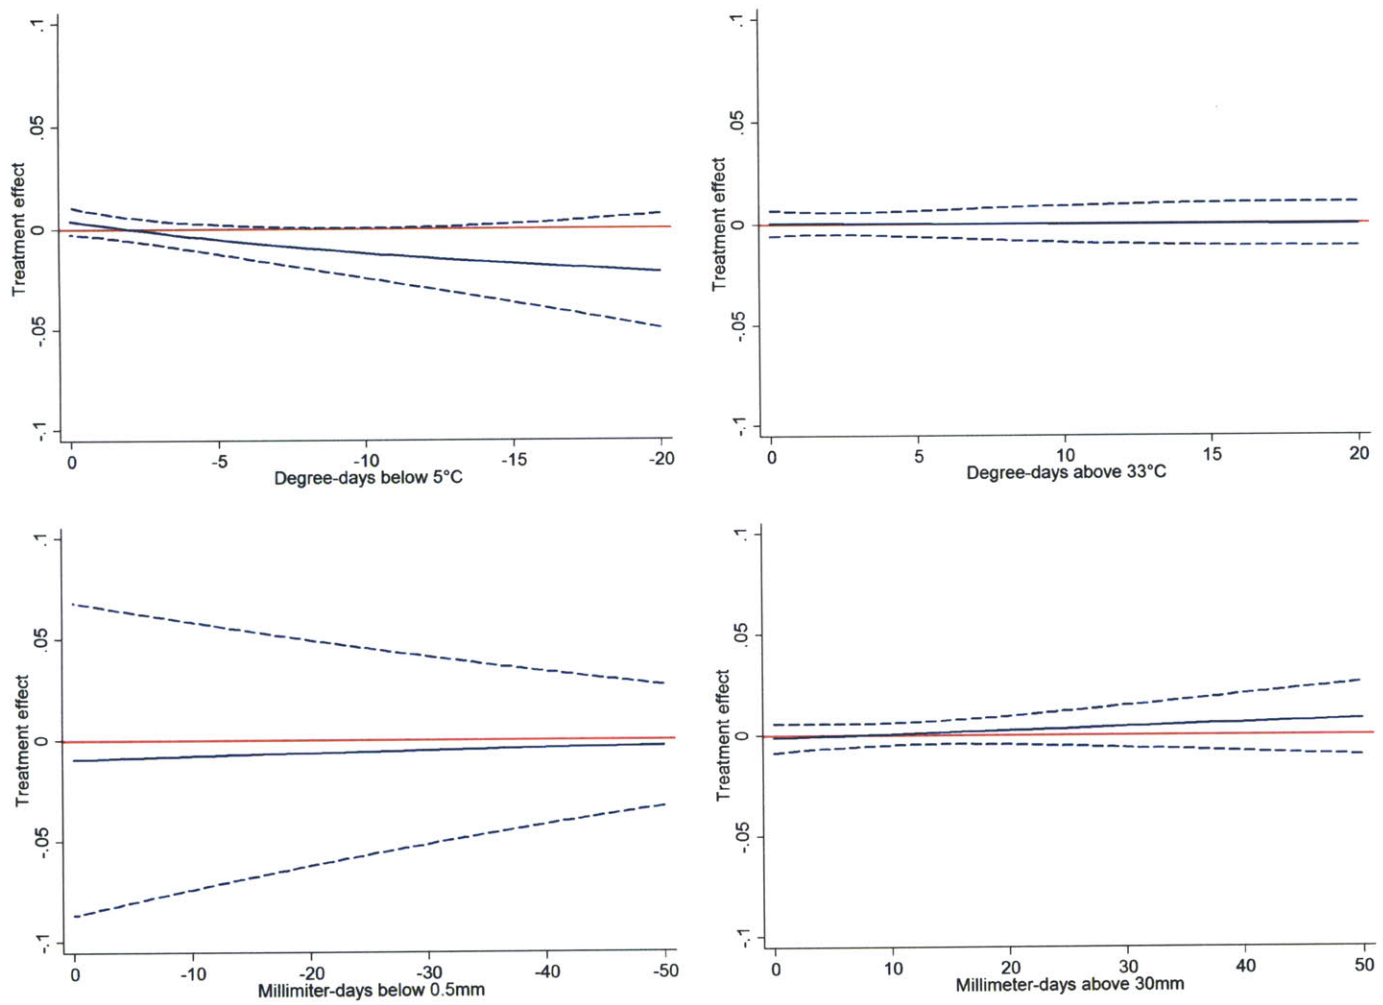 .1
.05
0
-.05
-.1
Treatment effect
0 -5 -10 -15 -20
Degree-days below 5°C
.1
.05
0
-.05
-.1
Treatment effect
0 5 10 15 20
Degree-days above 33°C
.1
.05
0
-.05
-.1
Treatment effect
0 -10 -20 -30 -40 -50
Millimiter-days below 0.5mm
.1
.05
0
-.05
-.1
Treatment effect
0 10 20 30 40 50
Millimeter-days above 30mm